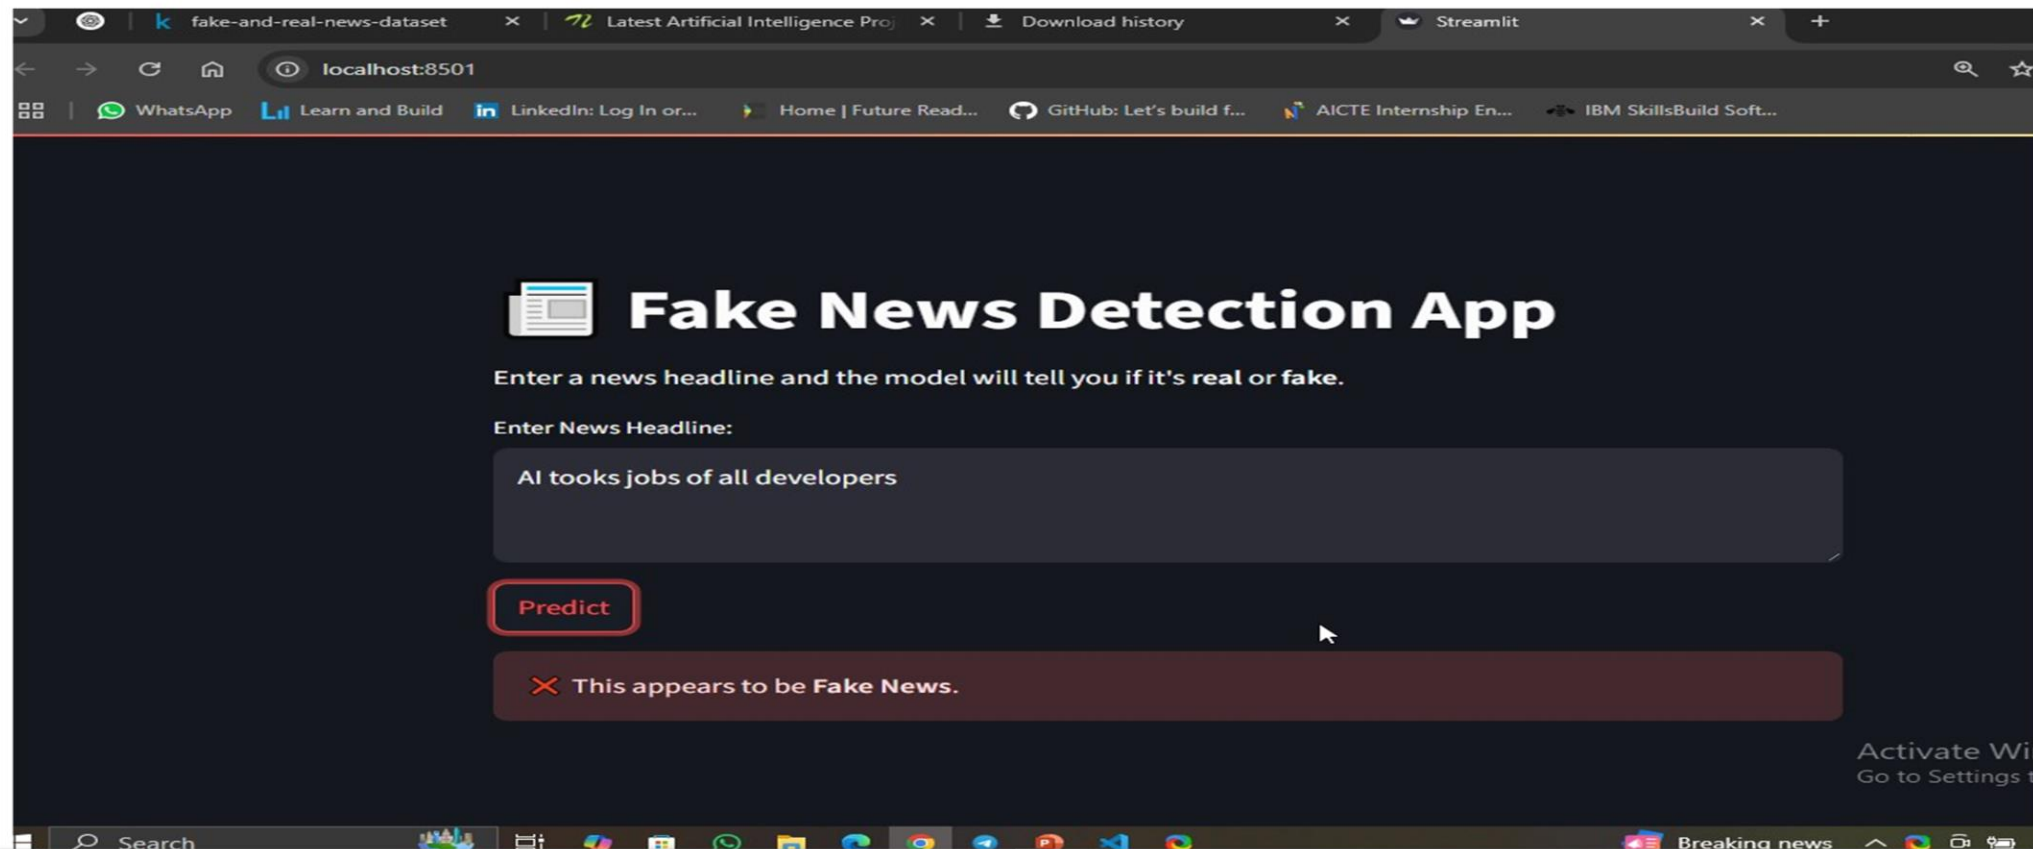 fake-and-real-news-dataset
Latest Artificial Intelligence Proj
Download history
Streamlit
localhost:8501
WhatsApp
Learn and Build
LinkedIn: Log In or...
Home | Future Read...
GitHub: Let's build f...
AICTE Internship En...
IBM SkillsBuild Soft...
Fake News Detection App
Enter a news headline and the model will tell you if it's real or fake.
Enter News Headline:
AI tooks jobs of all developers
Predict
This appears to be Fake News.
Activate Wi
Go to Settings t
Search
Breaking news